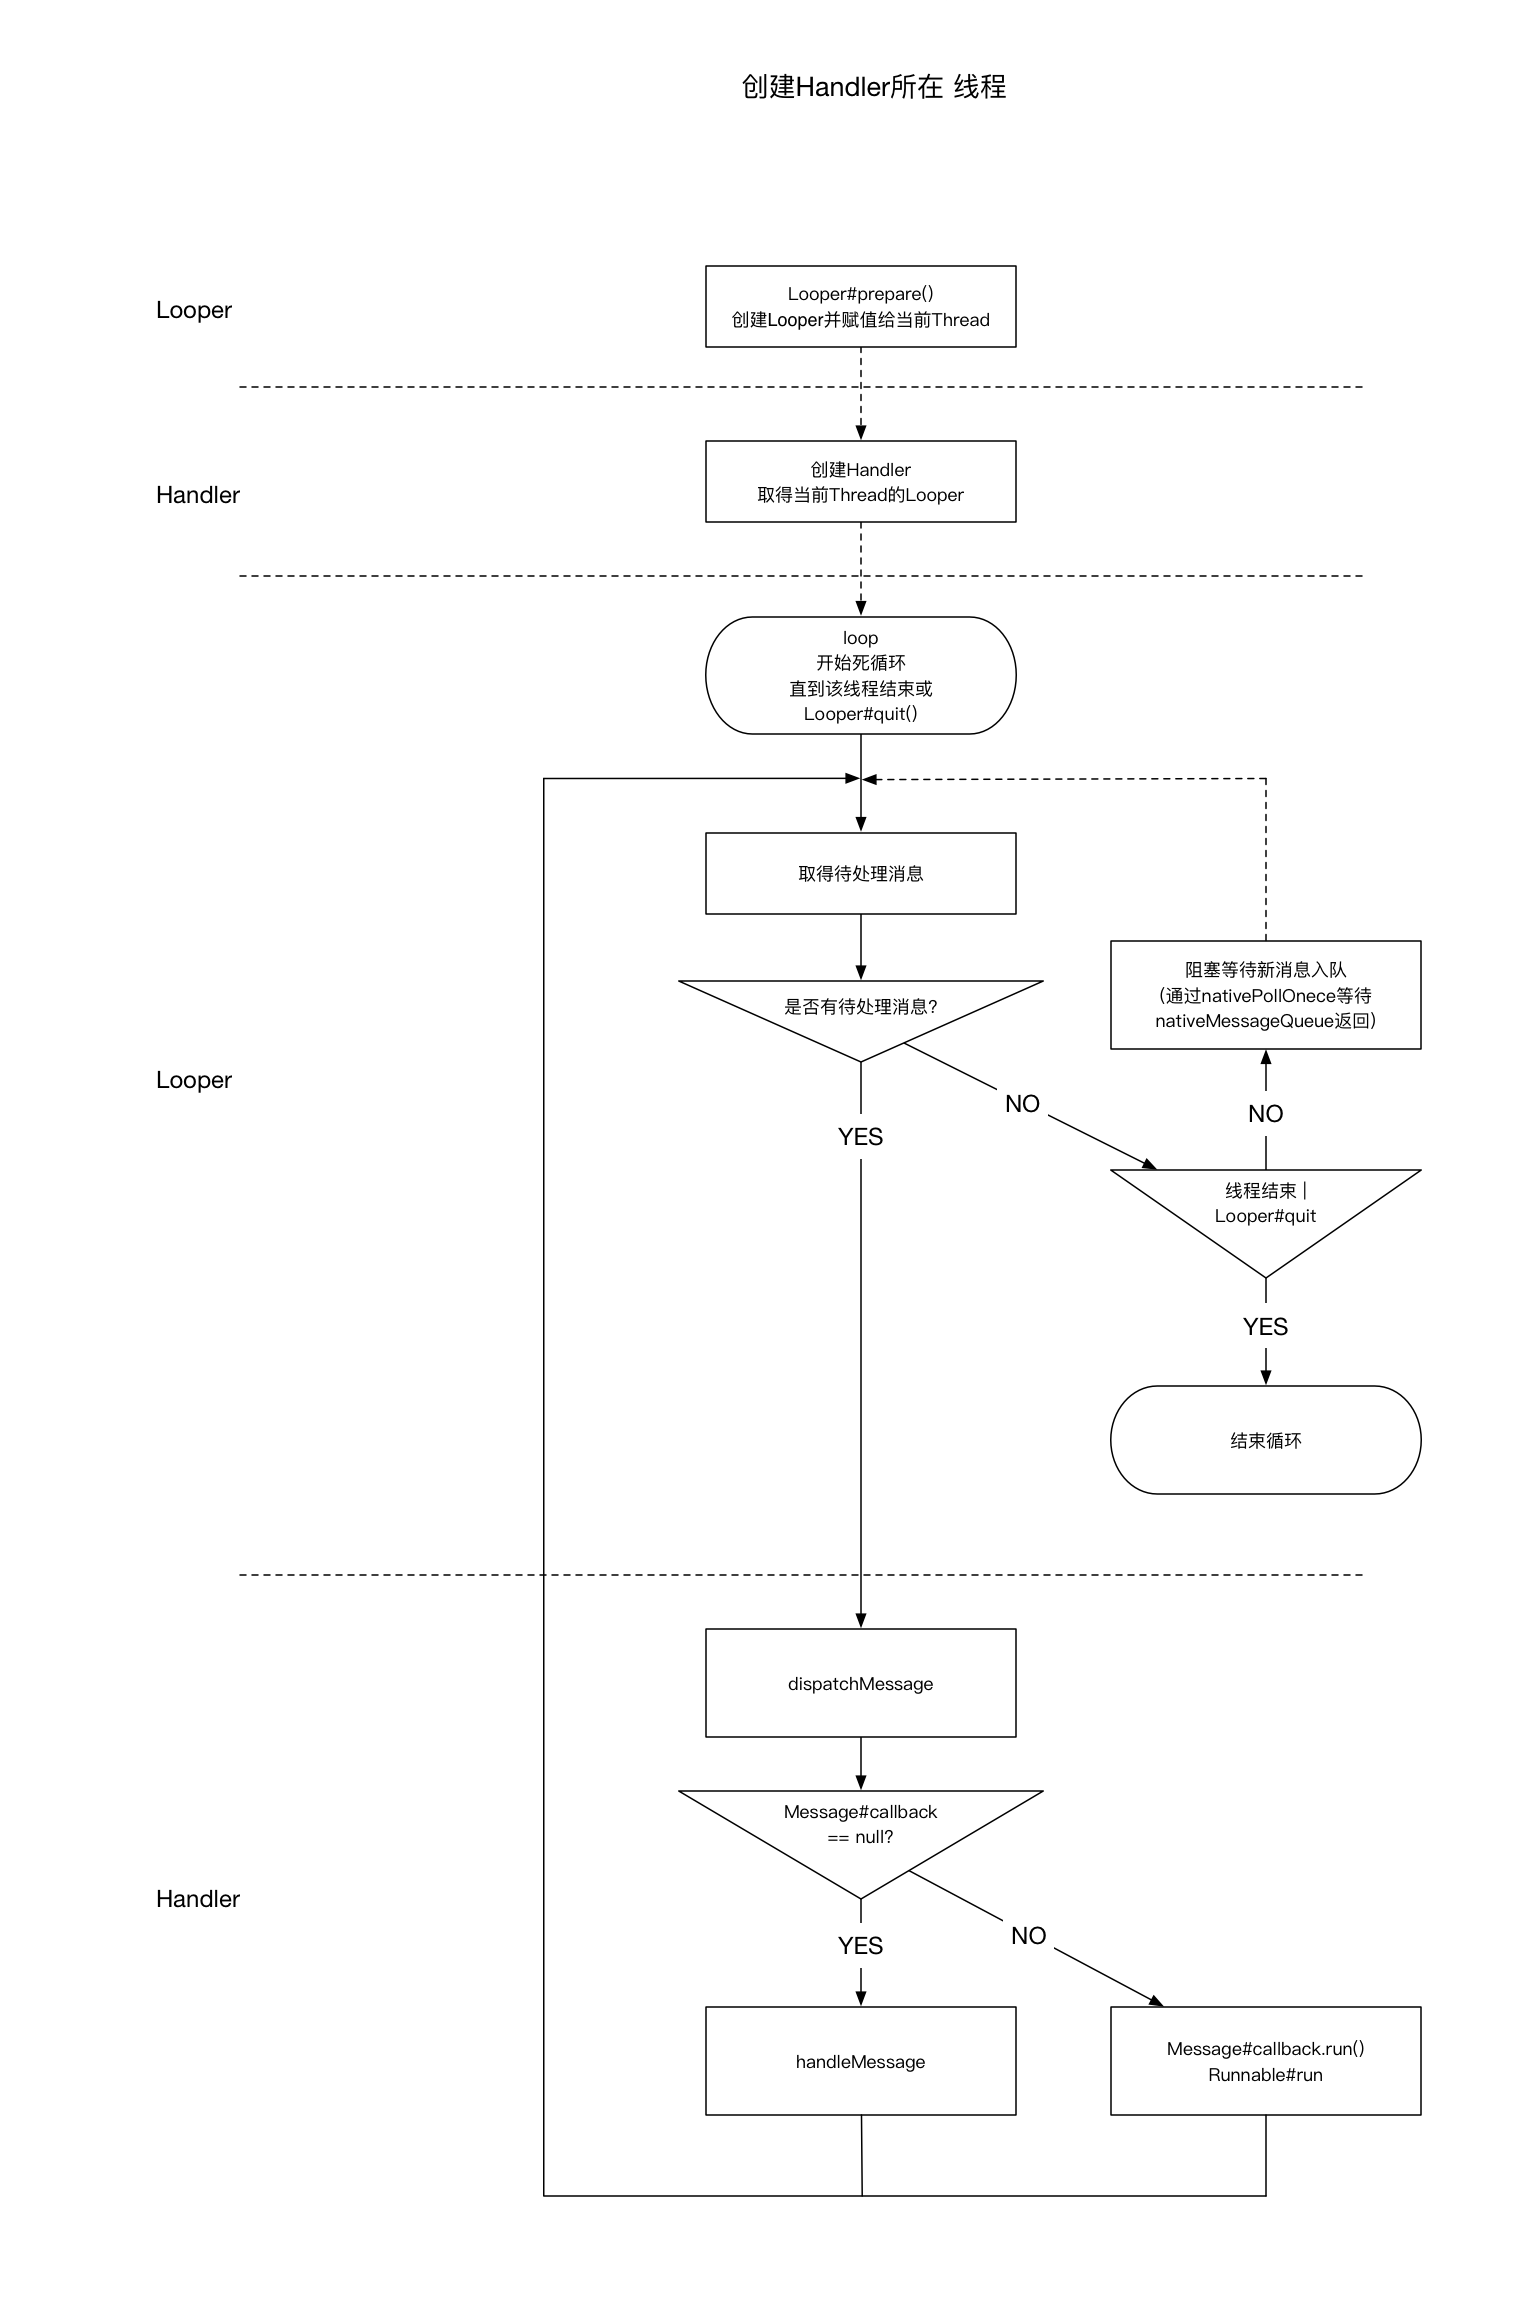 创建Handler所在 线程
Looper
Looper#prepare()
创建Looper并赋值给当前Thread
Handler
创建Handler
取得当前Thread的Looper
loop
开始死循环
直到该线程结束或
Looper#quit()
取得待处理消息
是否有待处理消息?
阻塞等待新消息入队
(通过nativePollOnece等待
nativeMessageQueue返回)
Looper
NO
NO
YES
线程结束 |
Looper#quit
YES
结束循环
dispatchMessage
Message#callback
== null?
Handler
NO
YES
handleMessage
Message#callback.run()
Runnable#run